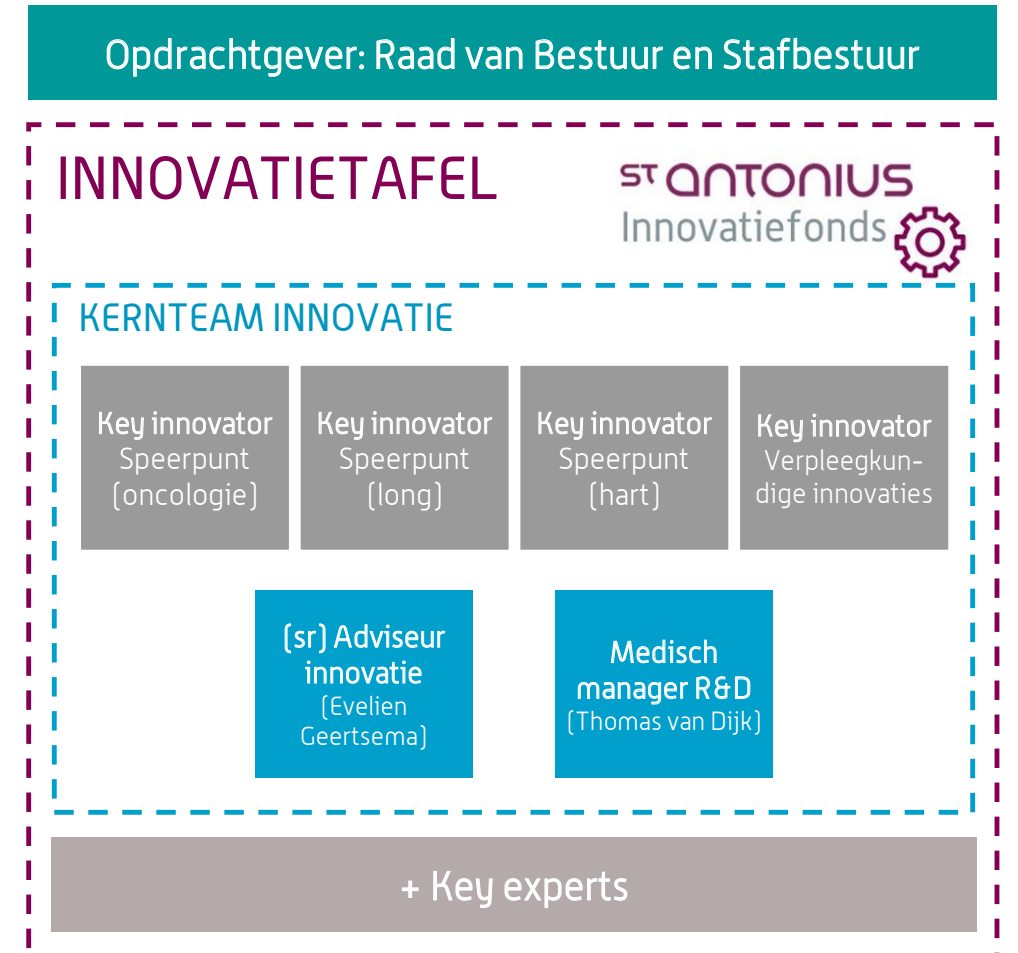 Opdrachtgever: Raad van Bestuur en Stafbestuur
INNOVATIETAFEL
ST ANTONIUS
Innovatiefonds
KERNTEAM INNOVATIE
Key innovator
Speerpunt
(oncologie)
Key innovator
Speerpunt
(long)
Key innovator
Speerpunt
(hart)
Key innovator
Verpleegkun-
dige innovaties
(sr) Adviseur
innovatie
(Evelien
Geertsema)
Medisch
manager R&D
(Thomas van Dijk)
+ Key experts